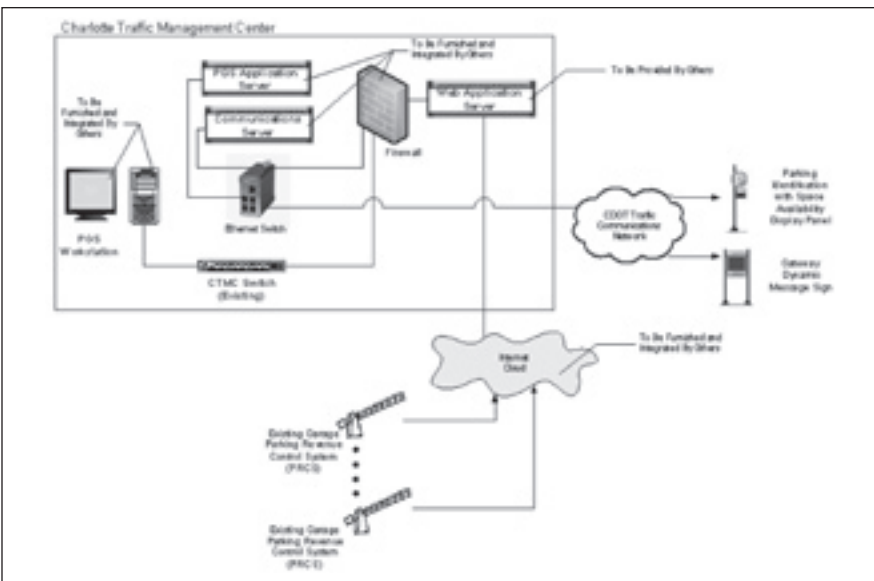 Charlotte Traffic Management Center
To Be Furnished and
Integrated By Others
PGS Application
Server
To Be Provided By Others
Web Application
Server
Communications
Server
To Be
Furnished and
Integrated By
Others
Firewall
Ethernet Switch
PGS
Workstation
CTMC Switch
(Existing)
CDOT Traffic
Communications
Network
Parking
Identification
with Space
Availability
Display Panel
Gateway
Dynamic
Message Sign
To Be Furnished and
Integrated By Others
Internet
Cloud
Existing Garage
Parking Revenue
Control System
(PRCS)
Existing Garage
Parking Revenue
Control System
(PRCS)